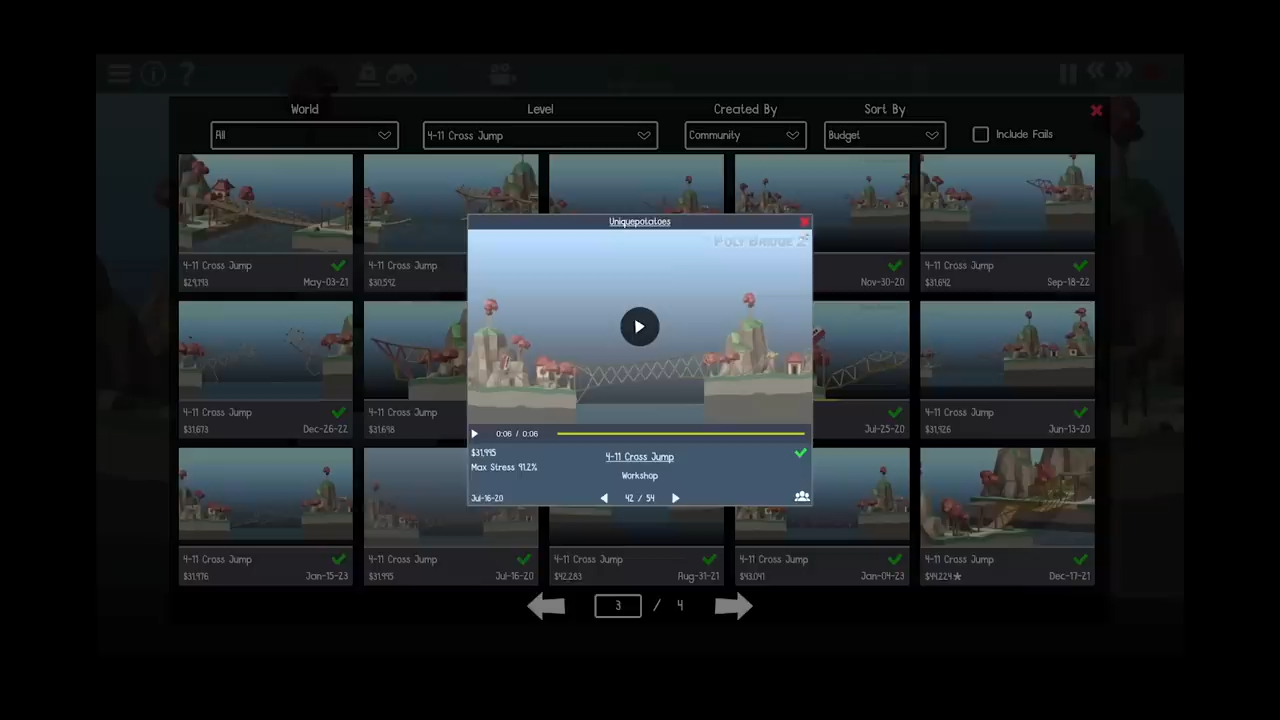 World
Level
Created By
Sort By
All
4-11 Cross Jump
Community
Budget
Include Fails
4-11 Cross Jump
$29,193
May-03-21
4-11 Cross Jump
$30,592
Nov-30-20
4-11 Cross Jump
$31,642
Sep-18-22
Uniquepotatoes
POLY BRIDGE 2
0:06 / 0:06
$31,995
4-11 Cross Jump
Max Stress 91.2%
Workshop
Jul-16-20
42 / 54
4-11 Cross Jump
$31,673
Dec-26-22
4-11 Cross Jump
$31,698
Jul-25-20
4-11 Cross Jump
$31,926
Jun-13-20
4-11 Cross Jump
$31,976
Jan-15-23
4-11 Cross Jump
$31,995
Jul-16-20
4-11 Cross Jump
$42,283
Aug-31-21
4-11 Cross Jump
$43,041
Jan-04-23
4-11 Cross Jump
$44,224★
Dec-17-21
3 / 4